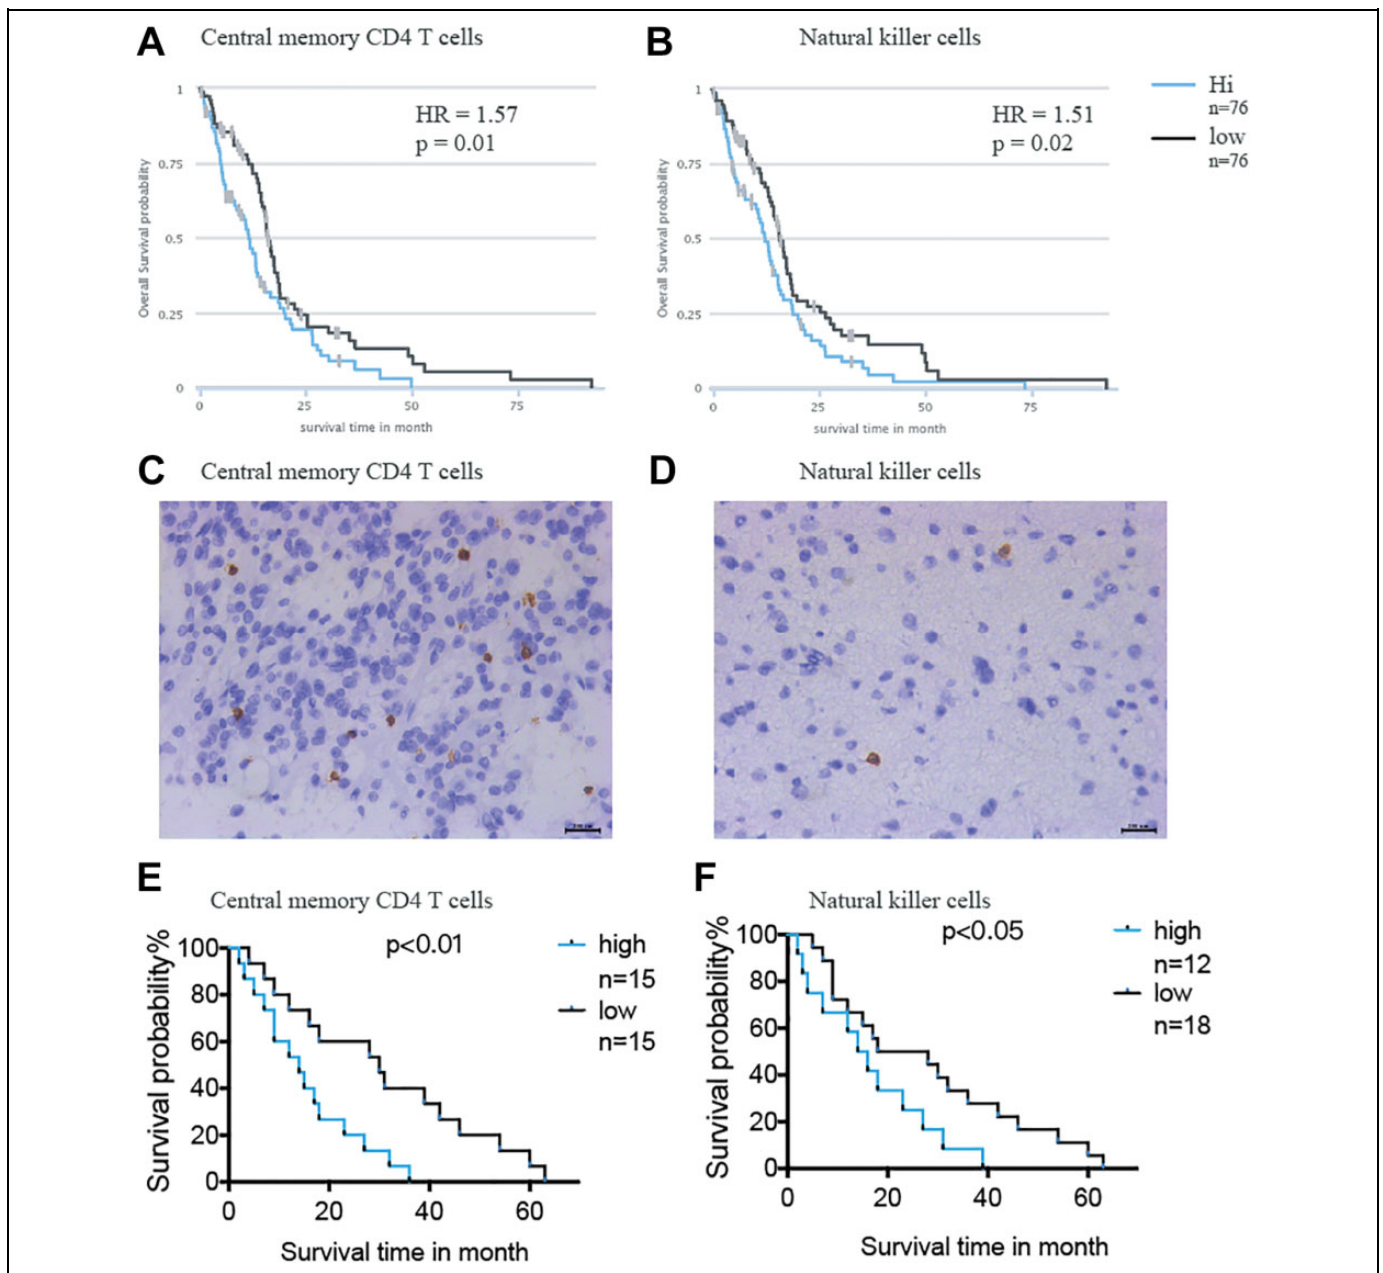 A
Central memory CD4 T cells
HR = 1.57
p = 0.01
Overall Survival probability
1
0.75
0.5
0.25
0
0
25
50
75
survival time in month
B
Natural killer cells
HR = 1.51
p = 0.02
Overall Survival probability
1
0.75
0.5
0.25
0
0
25
50
75
survival time in month
Hi
n=76
low
n=76
C
Central memory CD4 T cells
D
Natural killer cells
E
Central memory CD4 T cells
p<0.01
high
n=15
low
n=15
Survival probability%
100
80
60
40
20
0
0
20
40
60
Survival time in month
F
Natural killer cells
p<0.05
high
n=12
low
n=18
Survival probability%
100
80
60
40
20
0
0
20
40
60
Survival time in month